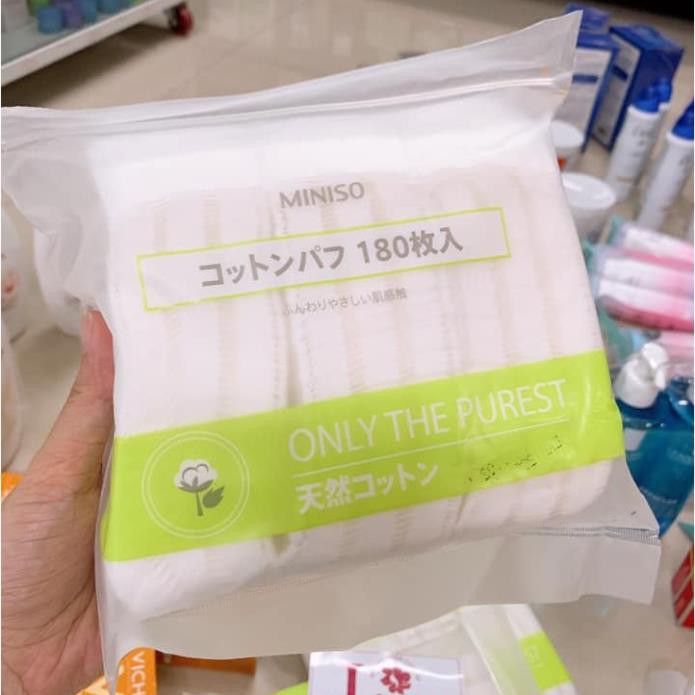 MINISO
コットンパフ 180枚入
ふんわりやさしい肌感触
ONLY THE PUREST
天然コットン
VICH